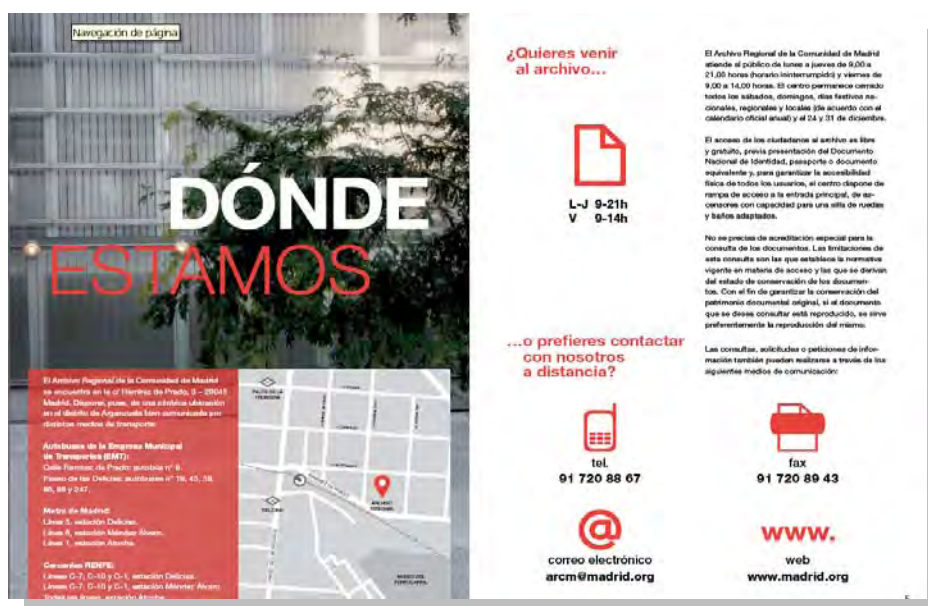 Navegación de página
DÓNDE
ESTAMOS
El Archivo Regional de la Comunidad de Madrid
se encuentra en la c/ Ramírez de Prado, 3 – 28045
Madrid. Dispone, pues, de una céntrica ubicación
en el distrito de Arganzuela bien comunicada por
distintos medios de transporte:
Autobuses de la Empresa Municipal
de Transportes (EMT):
Calle Ramírez de Prado: autobús nº 8.
Paseo de las Delicias: autobuses nº 19, 45, 59,
85, 86 y 247.
Metro de Madrid:
Línea 3, estación Delicias.
Línea 6, estación Méndez Álvaro.
Línea 1, estación Atocha.
Cercanías RENFE:
Líneas C-7, C-10 y C-1, estación Delicias.
Líneas C-7, C-10 y C-1, estación Méndez Álvaro.
Todas las líneas, estación Atocha.
PALOS DE LA
FRONTERA
DELICIAS
ARCHIVO
REGIONAL
MUSEO DEL
FERROCARRIL
¿Quieres venir
al archivo...
L-J 9-21h
V 9-14h
...o prefieres contactar
con nosotros
a distancia?
El Archivo Regional de la Comunidad de Madrid
atiende al público de lunes a jueves de 9,00 a
21,00 horas (horario ininterrumpido) y viernes de
9,00 a 14,00 horas. El centro permanece cerrado
todos los sábados, domingos, días festivos na-
cionales, regionales y locales (de acuerdo con el
calendario oficial anual) y el 24 y 31 de diciembre.
El acceso de los ciudadanos al archivo es libre
y gratuito, previa presentación del Documento
Nacional de Identidad, pasaporte o documento
equivalente y, para garantizar la accesibilidad
física de todos los usuarios, el centro dispone de
rampa de acceso a la entrada principal, de as-
censores con capacidad para una silla de ruedas
y baños adaptados.
No se precisa de acreditación especial para la
consulta de los documentos. Las limitaciones de
esta consulta son las que establece la normativa
vigente en materia de acceso y las que se derivan
del estado de conservación de los documen-
tos. Con el fin de garantizar la conservación del
patrimonio documental original, si el documento
que se desea consultar está reproducido, se sirve
preferentemente la reproducción del mismo.
Las consultas, solicitudes o peticiones de infor-
mación también pueden realizarse a través de los
siguientes medios de comunicación:
tel.
91 720 88 67
fax
91 720 89 43
@
correo electrónico
arcm@madrid.org
www.
web
www.madrid.org